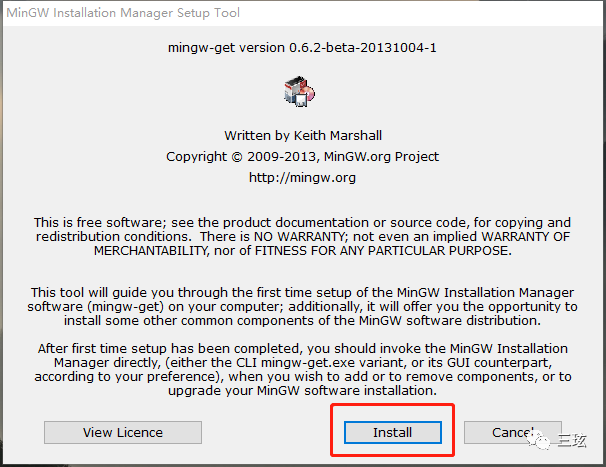 MinGW Installation Manager Setup Tool
mingw-get version 0.6.2-beta-20131004-1
Written by Keith Marshall
Copyright © 2009-2013, MinGW.org Project
http://mingw.org
This is free software; see the product documentation or source code, for copying and
redistribution conditions.  There is NO WARRANTY; not even an implied WARRANTY OF
MERCHANTABILITY, nor of FITNESS FOR ANY PARTICULAR PURPOSE.
This tool will guide you through the first time setup of the MinGW Installation Manager
software (mingw-get) on your computer; additionally, it will offer you the opportunity to
install some other common components of the MinGW software distribution.
After first time setup has been completed, you should invoke the MinGW Installation
Manager directly, (either the CLI mingw-get.exe variant, or its GUI counterpart,
according to your preference), when you wish to add or to remove components, or to
upgrade your MinGW software installation.
View Licence
Install
Cancel
三玹